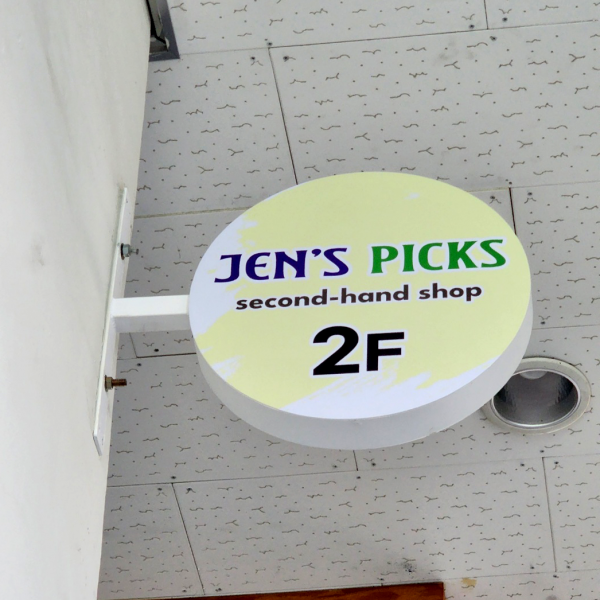 JEN'S PICKS
second-hand shop
2F